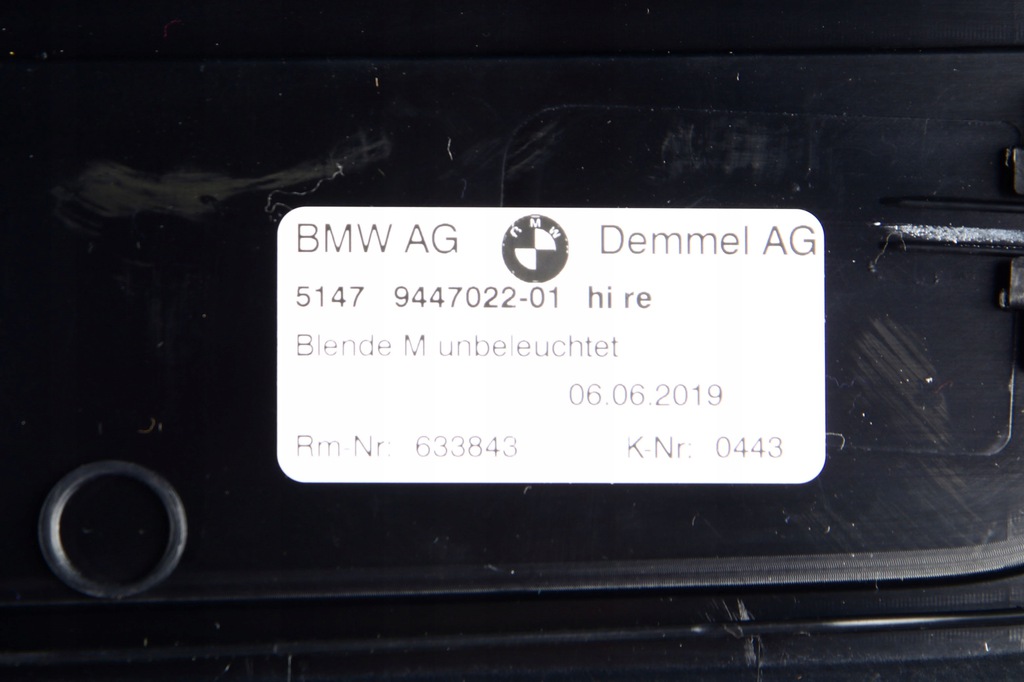 BMW AG BMW Demmel AG
5147 9447022-01 hi re
Blende M unbeleuchtet
06.06.2019
Rm-Nr: 633843 K-Nr: 0443